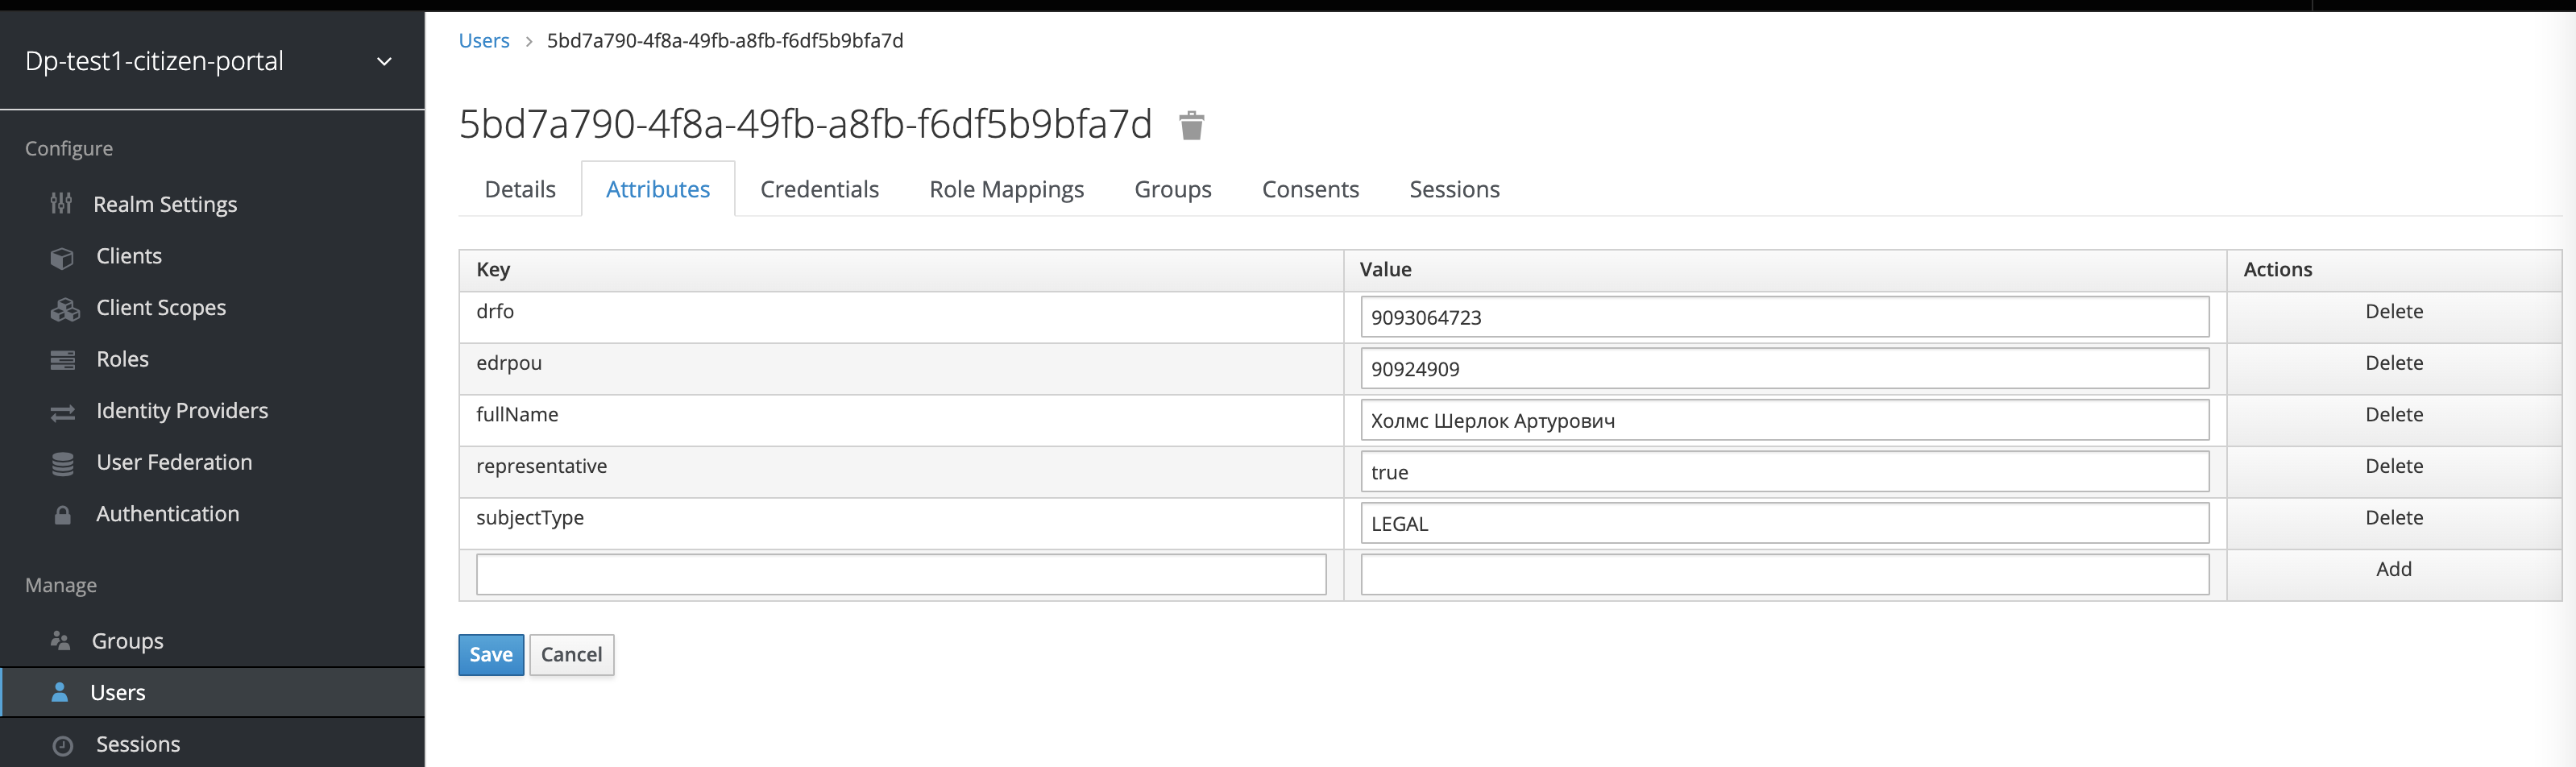 Dp-test1-citizen-portal
Configure
Realm Settings
Clients
Client Scopes
Roles
Identity Providers
User Federation
Authentication
Manage
Groups
Users
Sessions
Users > 5bd7a790-4f8a-49fb-a8fb-f6df5b9bfa7d
5bd7a790-4f8a-49fb-a8fb-f6df5b9bfa7d
Details Attributes Credentials Role Mappings Groups Consents Sessions
Key Value Actions
drfo 9093064723 Delete
edrpou 90924909 Delete
fullName Холмс Шерлок Артурович Delete
representative true Delete
subjectType LEGAL Delete
Add
Save Cancel